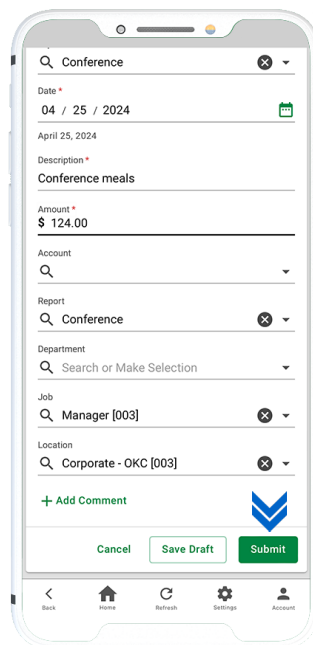 Conference
Date *
04 / 25 / 2024
April 25, 2024
Description *
Conference meals
Amount *
$ 124.00
Account
Report
Conference
Department
Search or Make Selection
Job
Manager [003]
Location
Corporate - OKC [003]
+ Add Comment
Cancel Save Draft Submit
Back Home Refresh Settings Account